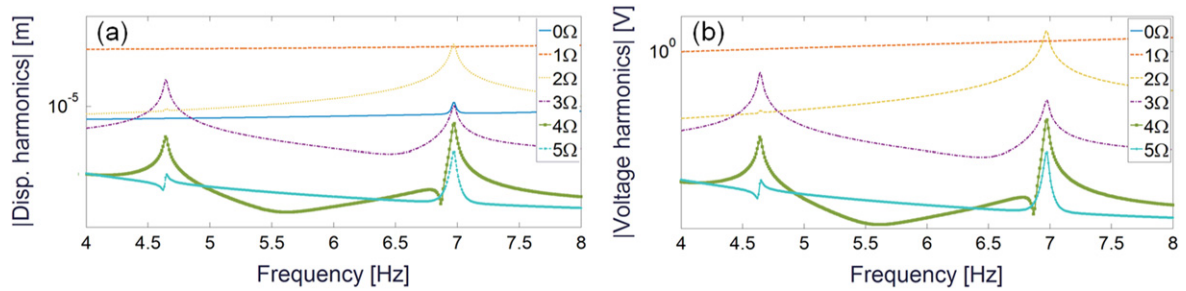 (a)
|Disp. harmonics| [m]
10-5
0Ω
1Ω
2Ω
3Ω
4Ω
5Ω
4 4.5 5 5.5 6 6.5 7 7.5 8
Frequency [Hz]
(b)
|Voltage harmonics| [V]
100
0Ω
1Ω
2Ω
3Ω
4Ω
5Ω
4 4.5 5 5.5 6 6.5 7 7.5 8
Frequency [Hz]